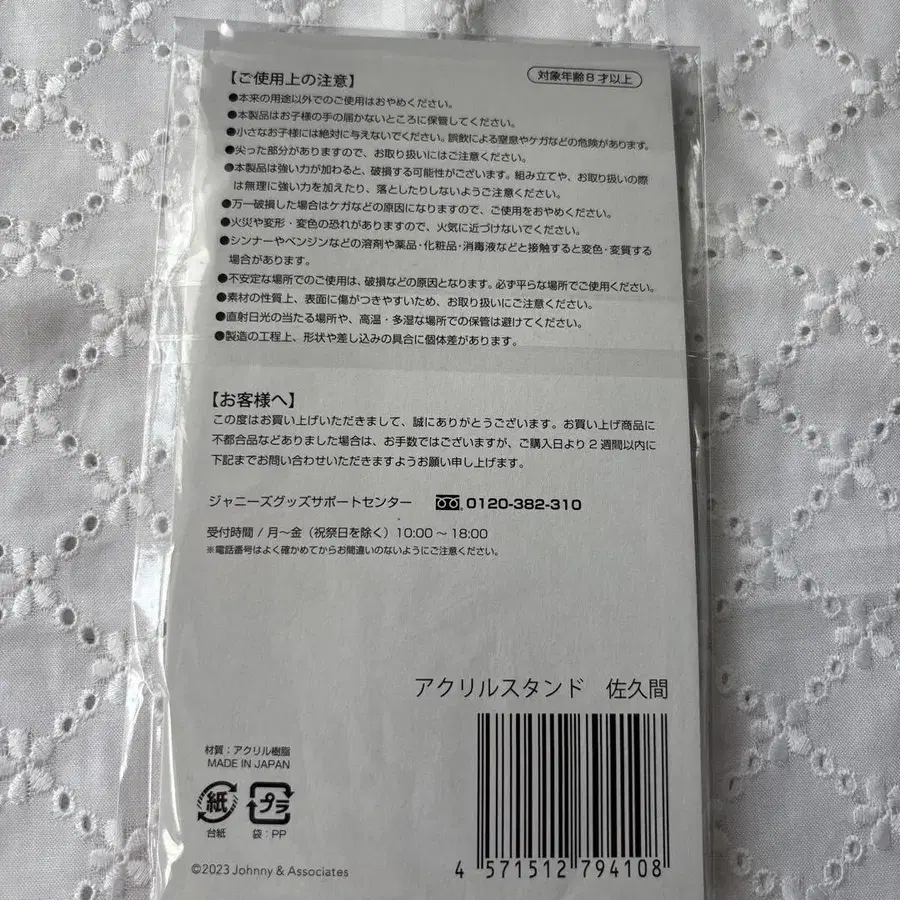 【ご使用上の注意】
対象年齢8才以上
●本来の用途以外でのご使用はおやめください。
●本製品はお子様の手の届かないところに保管してください。
●小さなお子様には絶対に与えないでください。誤飲による窒息やケガなどの危険があります。
●尖った部分がありますので、お取り扱いにはご注意ください。
●本製品は強い力が加わると、破損する可能性がございます。組み立てや、お取り扱いの際
は無理に強い力を加えたり、落としたりしないようご注意ください。
●万一破損した場合はケガなどの原因になりますので、ご使用をおやめください。
●火災や変形・変色の恐れがありますので、火気に近づけないでください。
●シンナーやベンジンなどの溶剤や薬品・化粧品・消毒液などと接触すると変色・変質する
場合があります。
●不安定な場所でのご使用は、破損などの原因となります。必ず平らな場所でご使用ください。
●素材の性質上、表面に傷がつきやすいため、お取り扱いにご注意ください。
●直射日光の当たる場所や、高温・多湿な場所での保管は避けてください。
●製造の工程上、形状や差し込みの具合に個体差があります。
【お客様へ】
この度はお買い上げいただきまして、誠にありがとうございます。お買い上げ商品に
不都合品などありました場合は、お手数ではございますが、ご購入日より2週間以内に
下記までお問い合わせいただきますようお願い申し上げます。
ジャニーズグッズサポートセンター 0120-382-310
受付時間/月〜金(祝祭日を除く)10:00〜18:00
※電話番号はよく確かめてからお間違いのないようにご注意ください。
アクリルスタンド 佐久間
材質:アクリル樹脂
MADE IN JAPAN
紙 プラ
台紙 袋:PP
©2023 Johnny & Associates
4 571512 794108